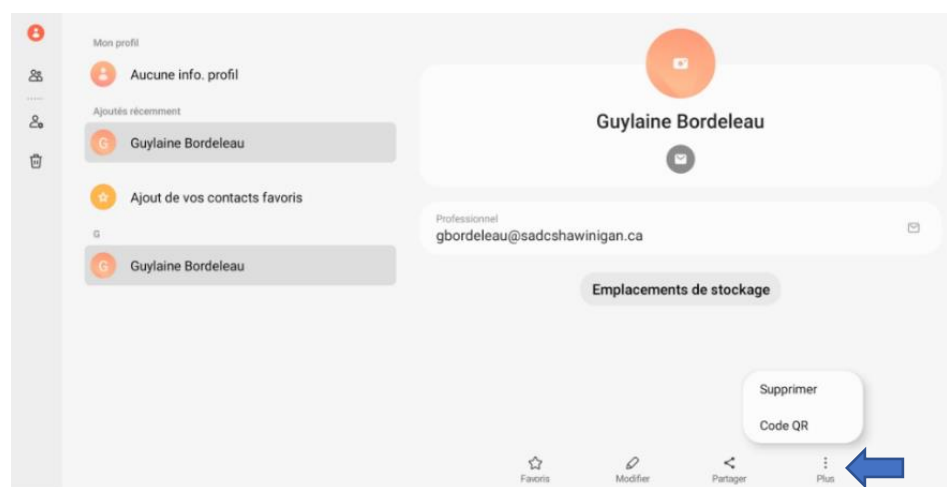 Mon profil
Aucune info. profil
Ajoutés récemment
G
Guylaine Bordeleau
Ajout de vos contacts favoris
G
G
Guylaine Bordeleau
Guylaine Bordeleau
Professionnel
gbordeleau@sadcshawinigan.ca
Emplacements de stockage
Supprimer
Code QR
Favoris
Modifier
Partager
Plus